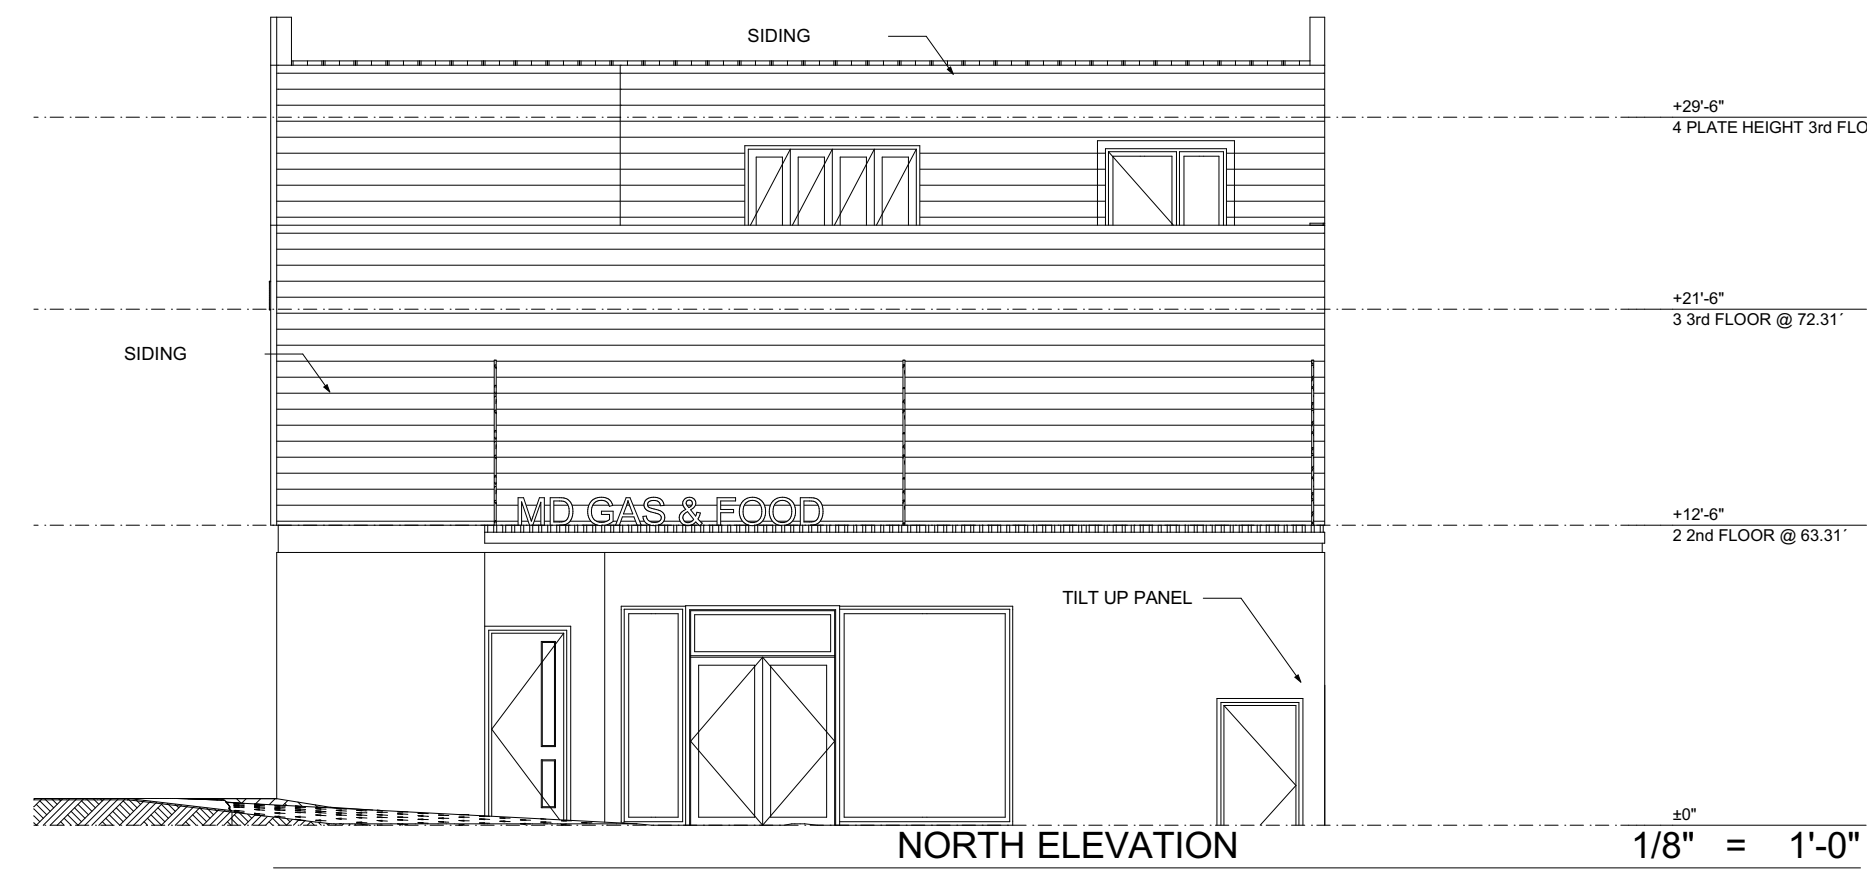 SIDING
+29'-6"
4 PLATE HEIGHT 3rd FLO
+21'-6"
3 3rd FLOOR @ 72.31´
SIDING
MD GAS & FOOD
+12'-6"
2 2nd FLOOR @ 63.31´
TILT UP PANEL
±0"
NORTH ELEVATION 1/8" = 1'-0"